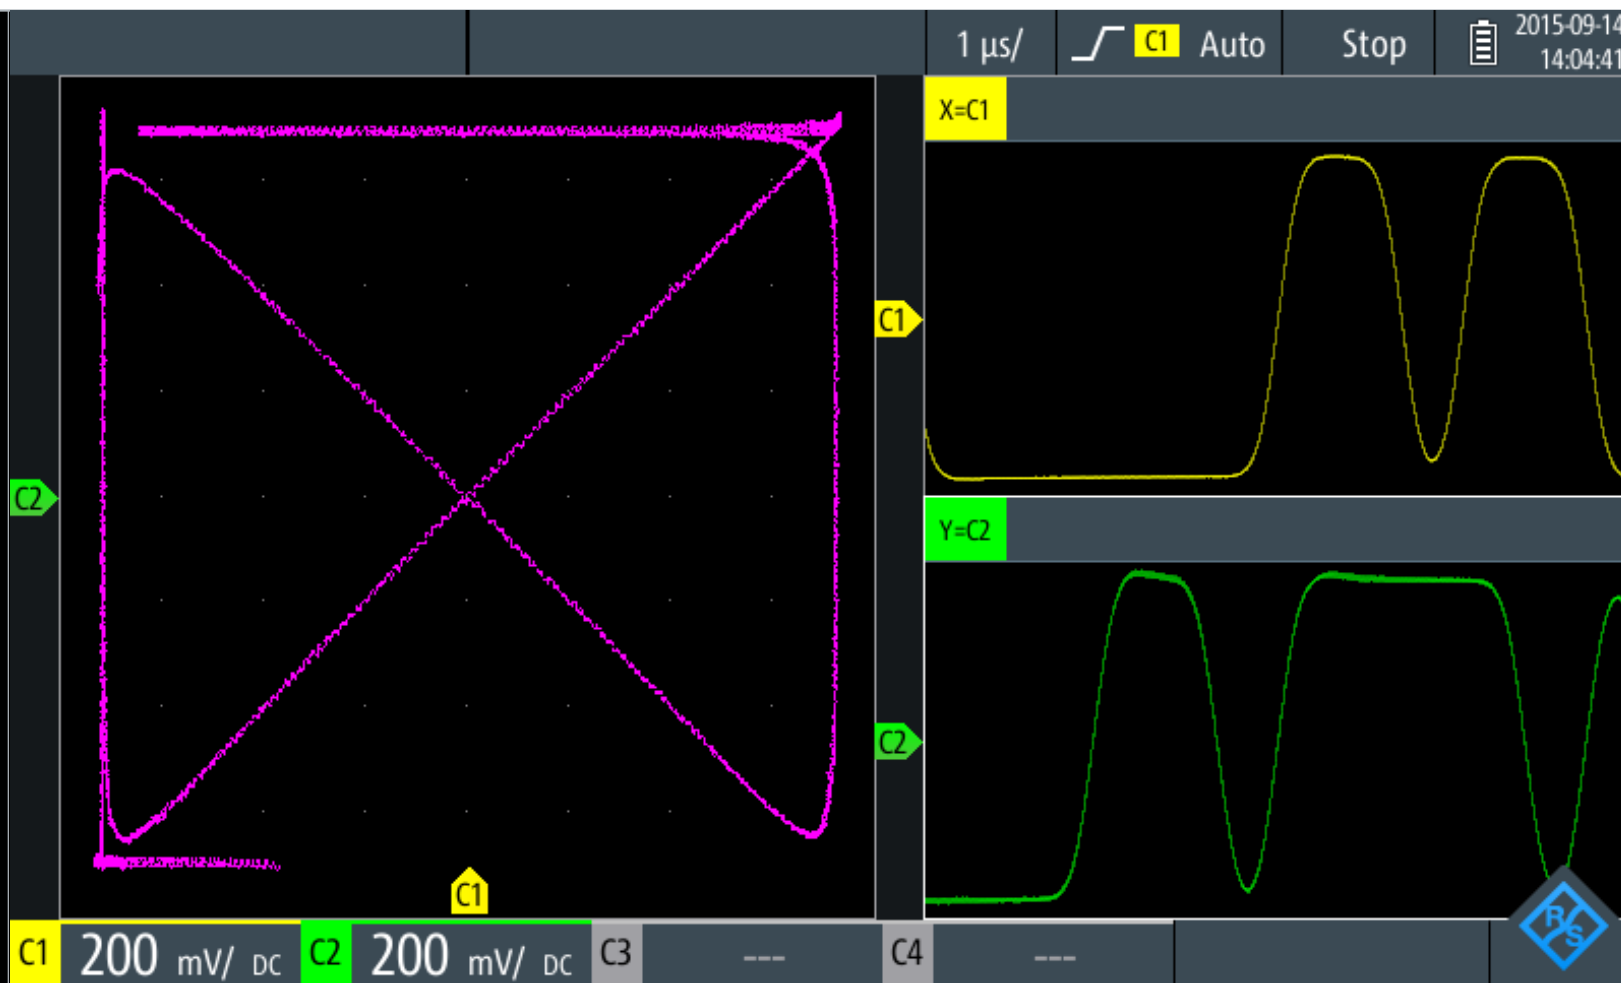 1 µs/ C1 Auto Stop 2015-09-14
14:04:41
X=C1
C1
Y=C2
C2
C2
C1
C1 200 mV/ DC C2 200 mV/ DC C3 --- C4 ---
R&S